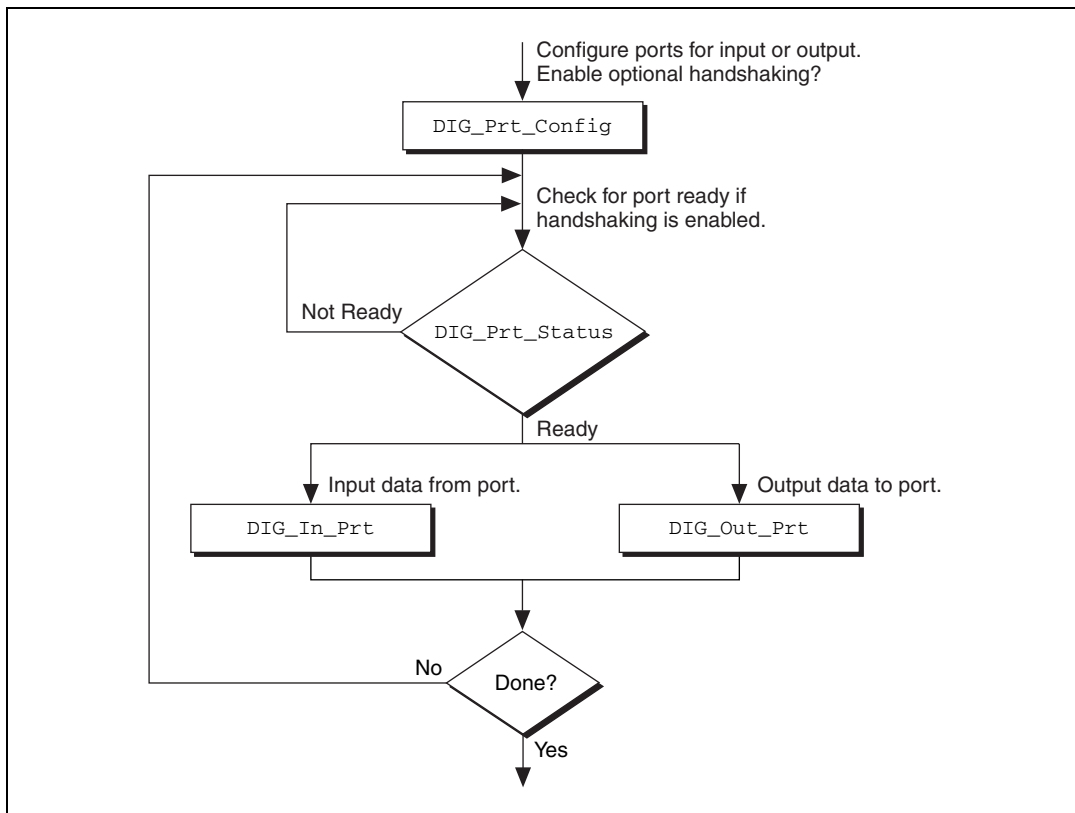 Configure ports for input or output.
Enable optional handshaking?
DIG_Prt_Config
Check for port ready if
handshaking is enabled.
Not Ready
DIG_Prt_Status
Ready
Input data from port.
Output data to port.
DIG_In_Prt
DIG_Out_Prt
No
Done?
Yes